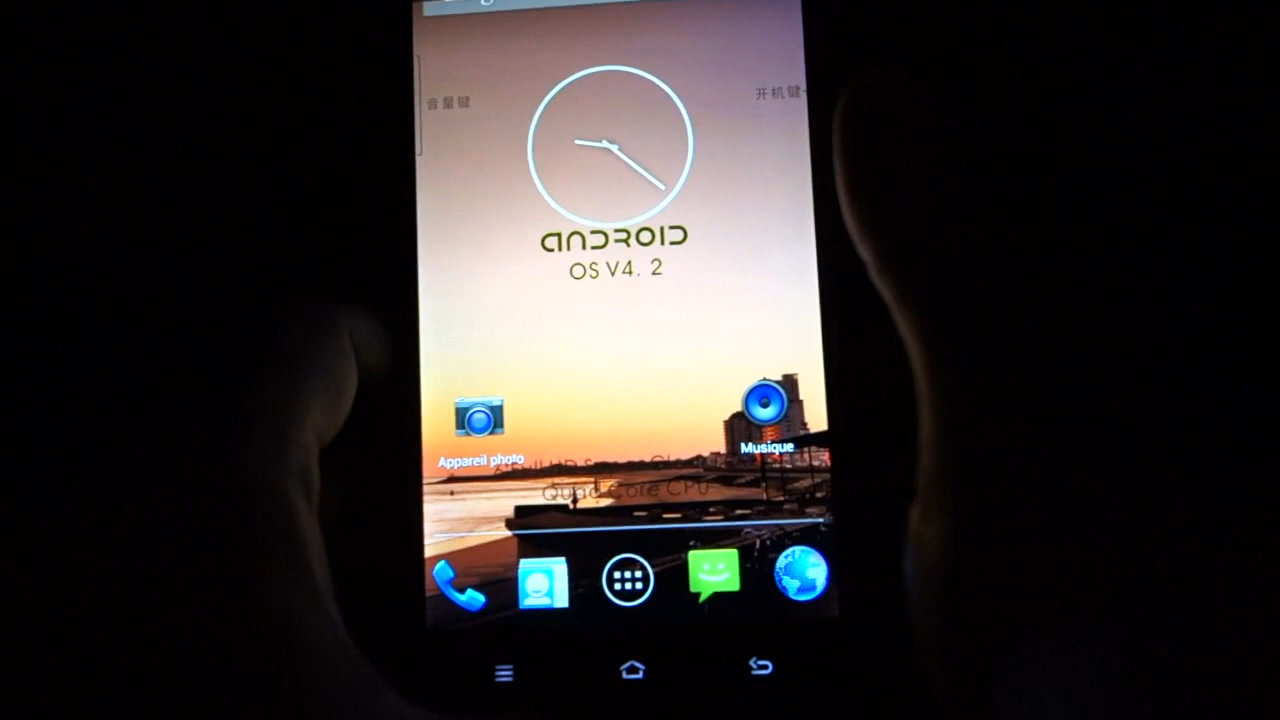 音量键
开机键
ANDROID
OS V4. 2
Appareil photo
Musique
Quad Core CPU